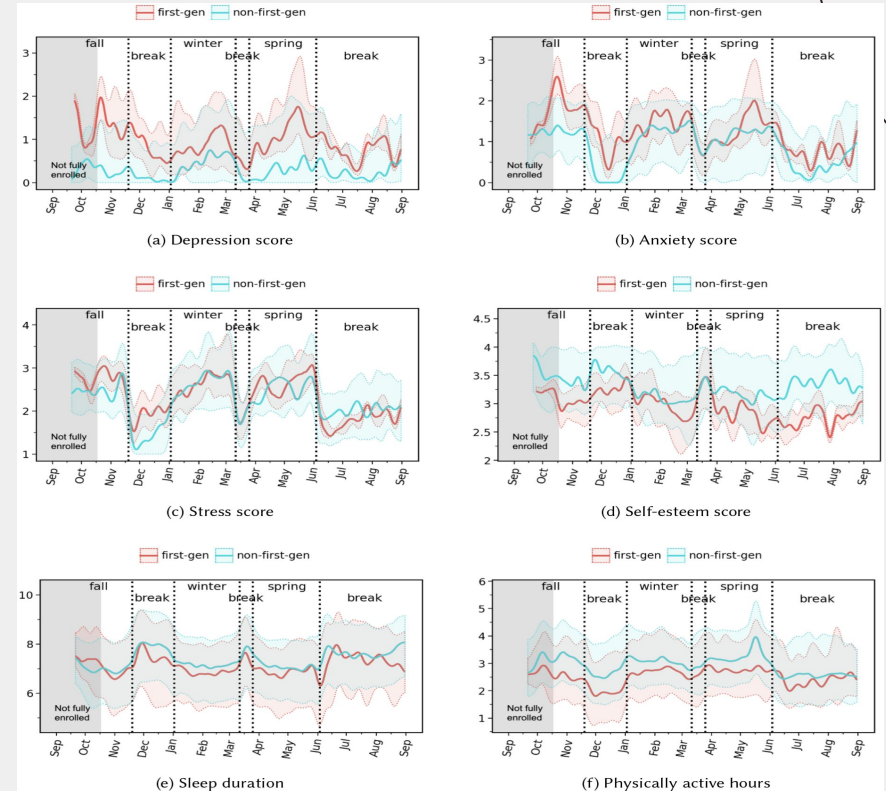 first-gen non-first-gen first-gen non-first-gen
fall winter spring
break break break
3
2
1
0
Not fully
enrolled
Sep Oct Nov Dec Jan Feb Mar Apr May Jun Jul Aug Sep
(a) Depression score
fall winter spring
break break break
3
2
1
0
Not fully
enrolled
Sep Oct Nov Dec Jan Feb Mar Apr May Jun Jul Aug Sep
(b) Anxiety score
first-gen non-first-gen first-gen non-first-gen
fall winter spring
break break break
4
3
2
1
Not fully
enrolled
Sep Oct Nov Dec Jan Feb Mar Apr May Jun Jul Aug Sep
(c) Stress score
fall winter spring
break break break
4.5
4
3.5
3
2.5
2
Not fully
enrolled
Sep Oct Nov Dec Jan Feb Mar Apr May Jun Jul Aug Sep
(d) Self-esteem score
first-gen non-first-gen first-gen non-first-gen
fall winter spring
break break break
10
8
6
Not fully
enrolled
Sep Oct Nov Dec Jan Feb Mar Apr May Jun Jul Aug Sep
(e) Sleep duration
fall winter spring
break break break
6
5
4
3
2
1
Not fully
enrolled
Sep Oct Nov Dec Jan Feb Mar Apr May Jun Jul Aug Sep
(f) Physically active hours